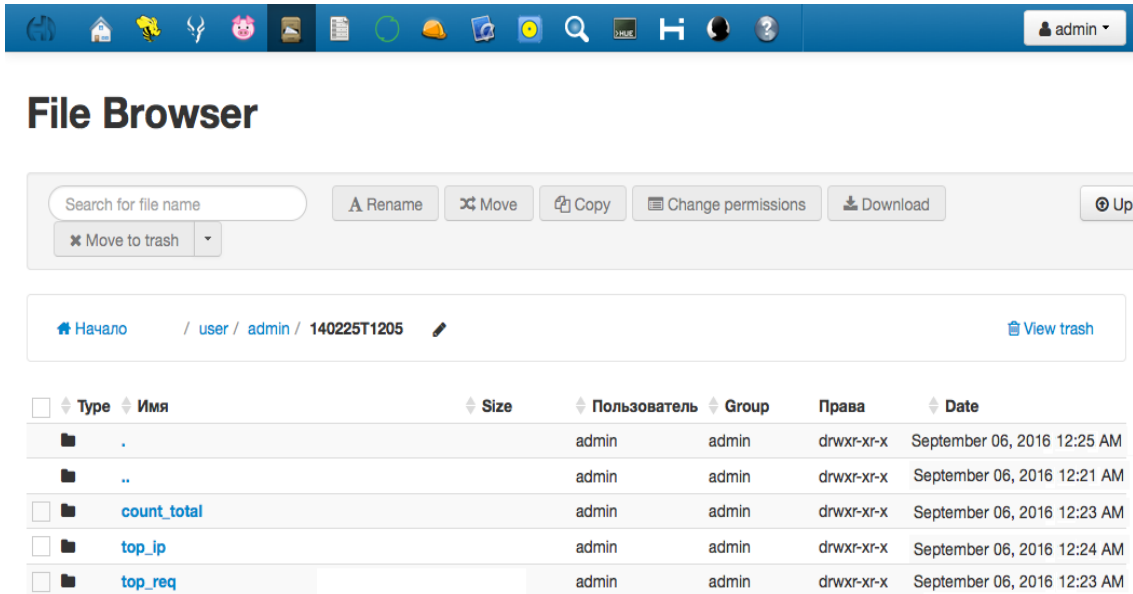 admin
File Browser
Search for file name Rename Move Copy Change permissions Download Up
Move to trash
Начало / user / admin / 140225T1205 View trash
Type Имя Size Пользователь Group Права Date
. admin admin drwxr-xr-x September 06, 2016 12:25 AM
.. admin admin drwxr-xr-x September 06, 2016 12:21 AM
count_total admin admin drwxr-xr-x September 06, 2016 12:23 AM
top_ip admin admin drwxr-xr-x September 06, 2016 12:24 AM
top_req admin admin drwxr-xr-x September 06, 2016 12:23 AM